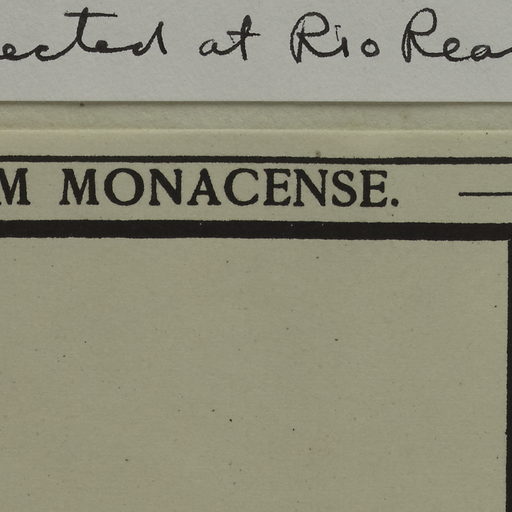 ected at Rio Rea
M MONACENSE.